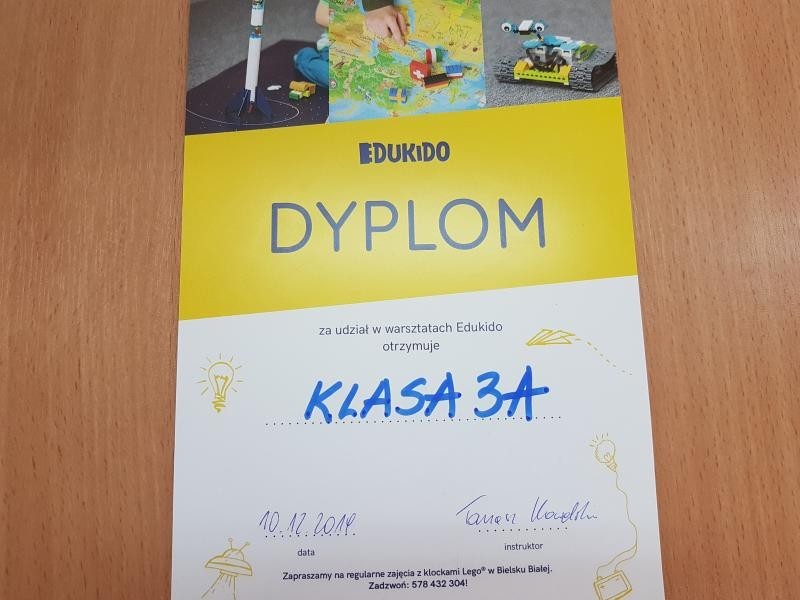 EDUKIDO
DYPLOM
za udział w warsztatach Edukido
otrzymuje
KLASA 3A
10.12.2019
Tomasz
data
instruktor
Zapraszamy na regularne zajęcia z klockami Lego® w Bielsku Białej.
Zadzwoń: 578 432 304!